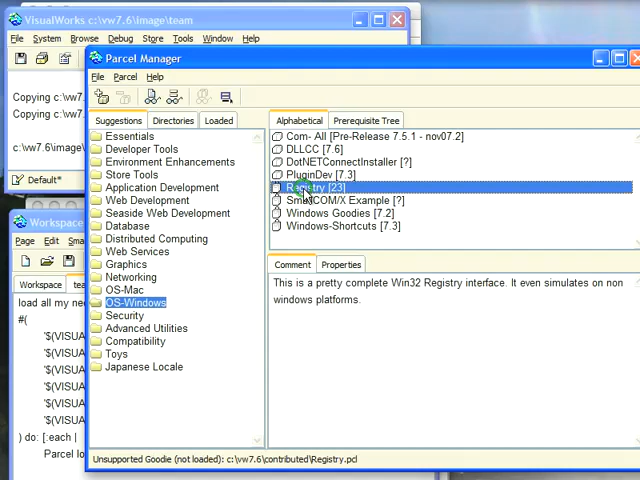 VisualWorks c:\vw7.6\image\team
File System Browse Debug Store Tools Window Help
Copying c:\vw7.
Copying c:\vw7.
c:\vw7.6\image\
Default*
Workspace
Page Edit
Workspace
load all my ne
#(
'$(VISUA
'$(VISUA
'$(VISUA
'$(VISUA
'$(VISUA
'$(VISUA
) do: [:each |
Parcel lo
Parcel Manager
File Parcel Help
Suggestions Directories Loaded
Essentials
Developer Tools
Environment Enhancements
Store Tools
Application Development
Web Development
Seaside Web Development
Database
Distributed Computing
Web Services
Graphics
Networking
OS-Mac
OS-Windows
Security
Advanced Utilities
Compatibility
Toys
Japanese Locale
Alphabetical Prerequisite Tree
Com- All [Pre-Release 7.5.1 - nov07.2]
DLLCC [7.6]
DotNETConnectInstaller [?]
PluginDev [7.3]
Registry [23]
COM/X Example [?]
Windows Goodies [7.2]
Windows-Shortcuts [7.3]
Comment Properties
This is a pretty complete Win32 Registry interface. It even simulates on non
windows platforms.
Unsupported Goodie (not loaded): c:\vw7.6\contributed\Registry.pcl